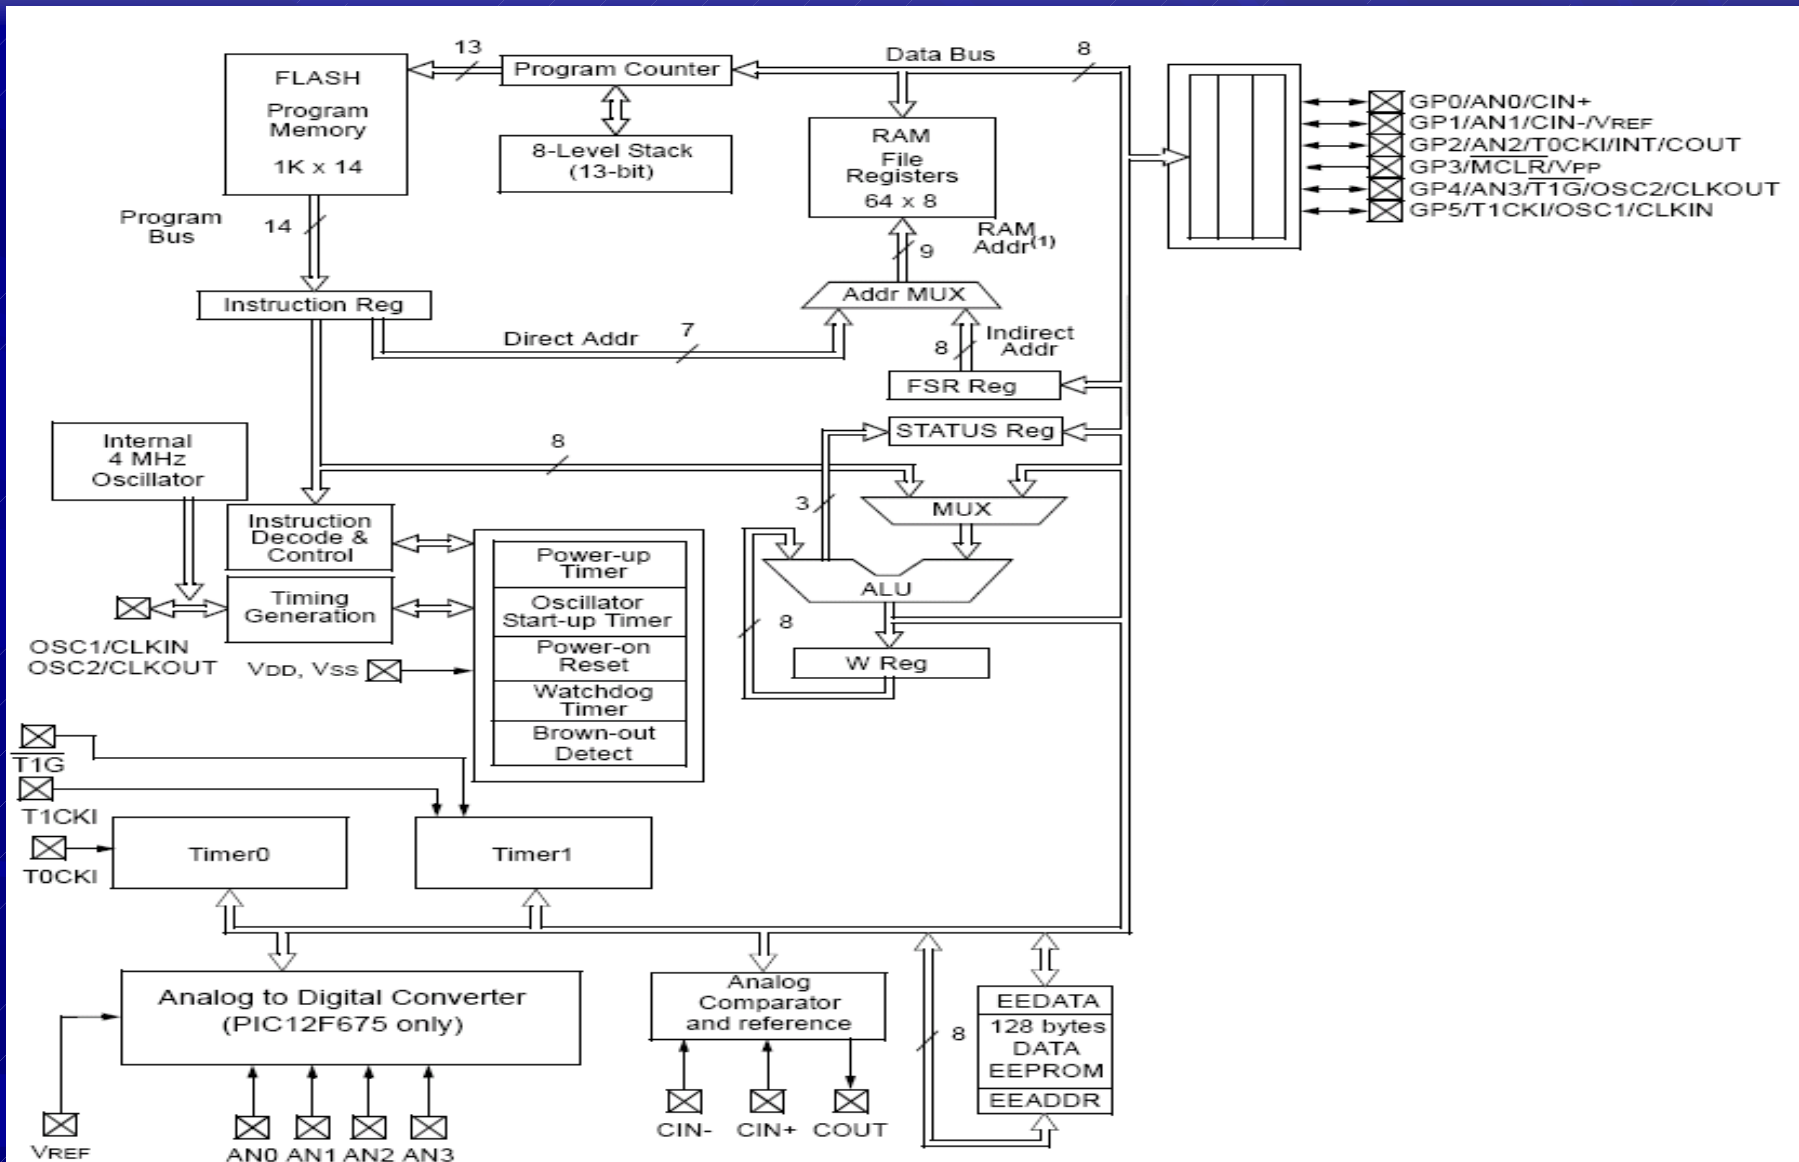 FLASH
Program
Memory
1K x 14
13
Program Counter
Data Bus
8
8-Level Stack
(13-bit)
RAM
File
Registers
64 x 8
GP0/AN0/CIN+
GP1/AN1/CIN-/VREF
GP2/AN2/T0CKI/INT/COUT
GP3/MCLR/VPP
GP4/AN3/T1G/OSC2/CLKOUT
GP5/T1CKI/OSC1/CLKIN
Program
Bus
14
RAM
Addr(1)
9
Instruction Reg
Addr MUX
Direct Addr
7
Indirect
Addr
8
FSR Reg
STATUS Reg
Internal
4 MHz
Oscillator
8
3
MUX
Instruction
Decode &
Control
Power-up
Timer
ALU
Timing
Generation
Oscillator
Start-up Timer
8
OSC1/CLKIN
OSC2/CLKOUT
VDD, VSS
Power-on
Reset
W Reg
Watchdog
Timer
Brown-out
Detect
T1G
T1CKI
T0CKI
Timer0
Timer1
Analog to Digital Converter
(PIC12F675 only)
Analog
Comparator
and reference
8
EEDATA
128 bytes
DATA
EEPROM
EEADDR
CIN- CIN+ COUT
VREF
AN0 AN1 AN2 AN3